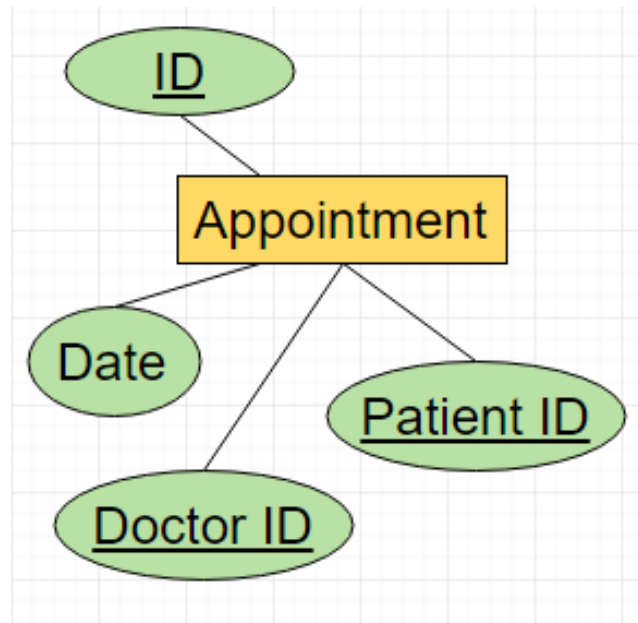 ID
Appointment
Date
Patient ID
Doctor ID